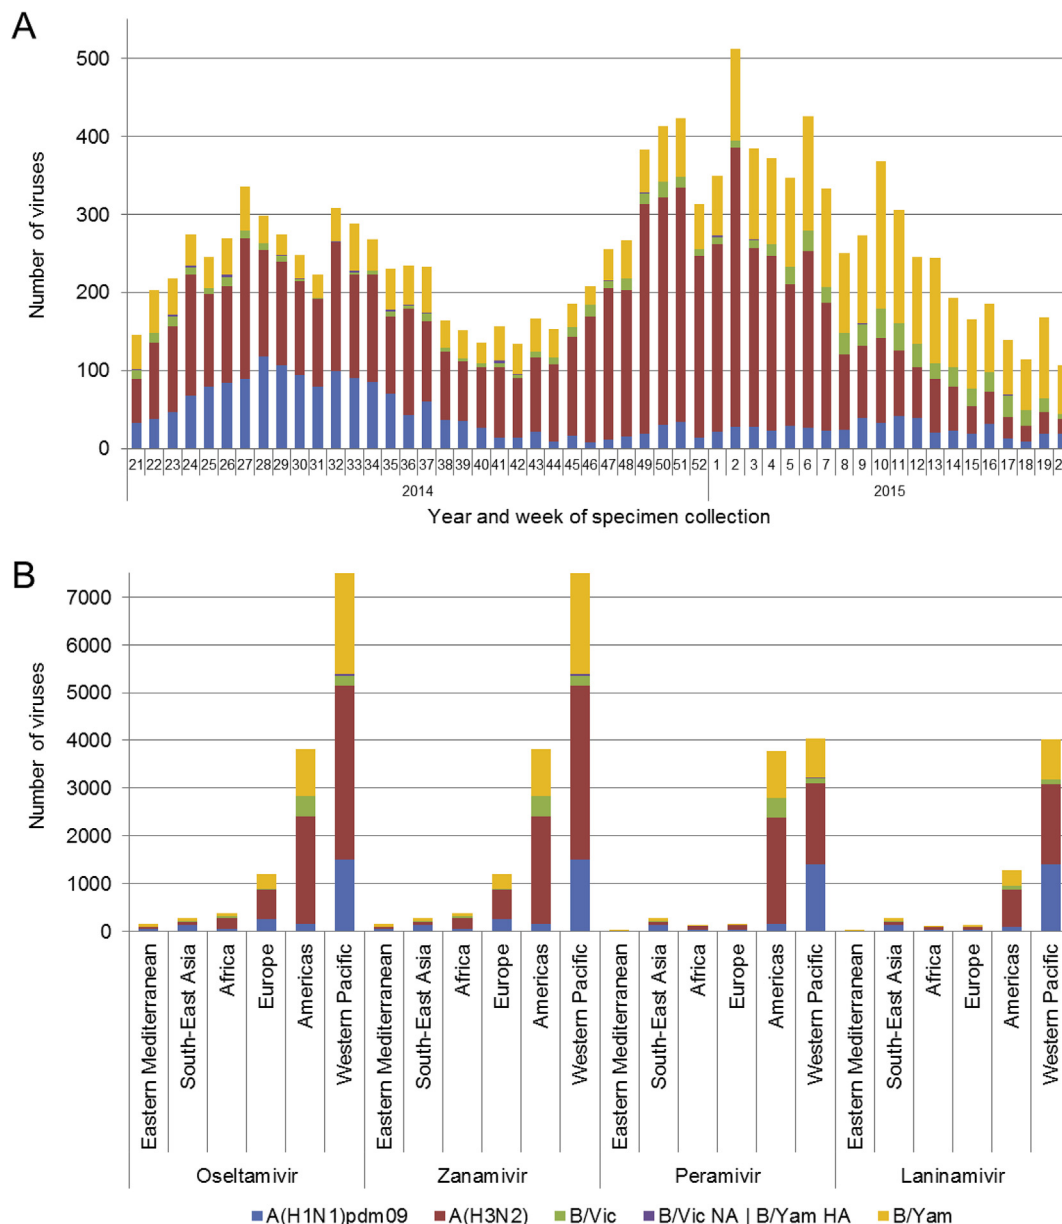 A
Number of viruses
500
400
300
200
100
0
21 22 23 24 25 26 27 28 29 30 31 32 33 34 35 36 37 38 39 40 41 42 43 44 45 46 47 48 49 50 51 52 1 2 3 4 5 6 7 8 9 10 11 12 13 14 15 16 17 18 19 2
2014 2015
Year and week of specimen collection
B
Number of viruses
7000
6000
5000
4000
3000
2000
1000
0
Eastern Mediterranean South-East Asia Africa Europe Americas Western Pacific Eastern Mediterranean South-East Asia Africa Europe Americas Western Pacific Eastern Mediterranean South-East Asia Africa Europe Americas Western Pacific Eastern Mediterranean South-East Asia Africa Europe Americas Western Pacific
Oseltamivir Zanamivir Peramivir Laninamivir
A(H1N1)pdm09 A(H3N2) B/Vic B/Vic NA | B/Yam HA B/Yam